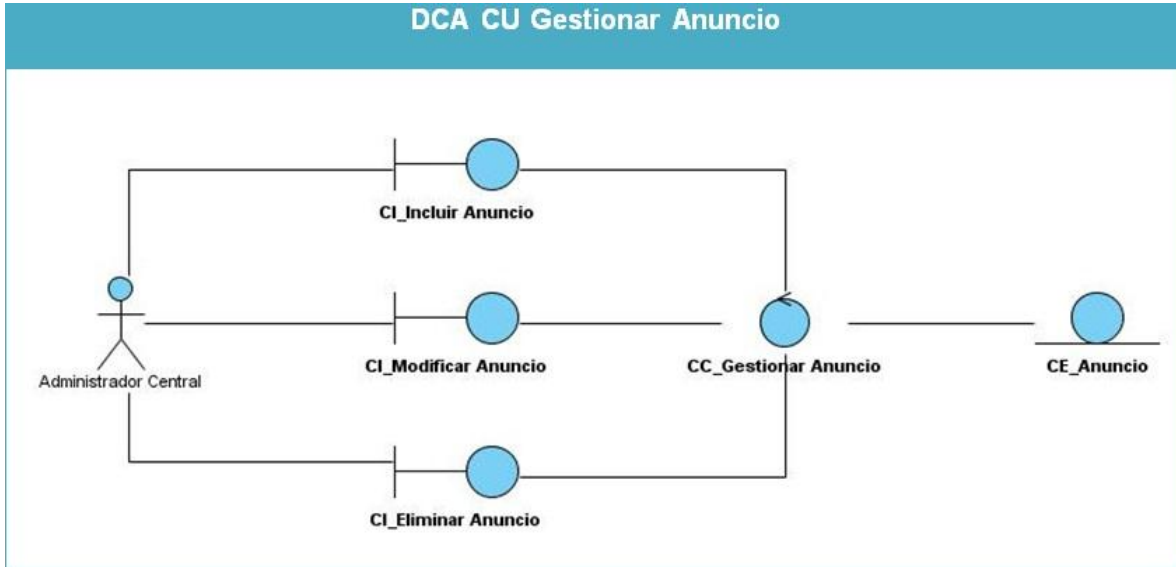 DCA CU Gestionar Anuncio
CI_Incluir Anuncio
Administrador Central
CI_Modificar Anuncio
CC_Gestionar Anuncio
CE_Anuncio
CI_Eliminar Anuncio